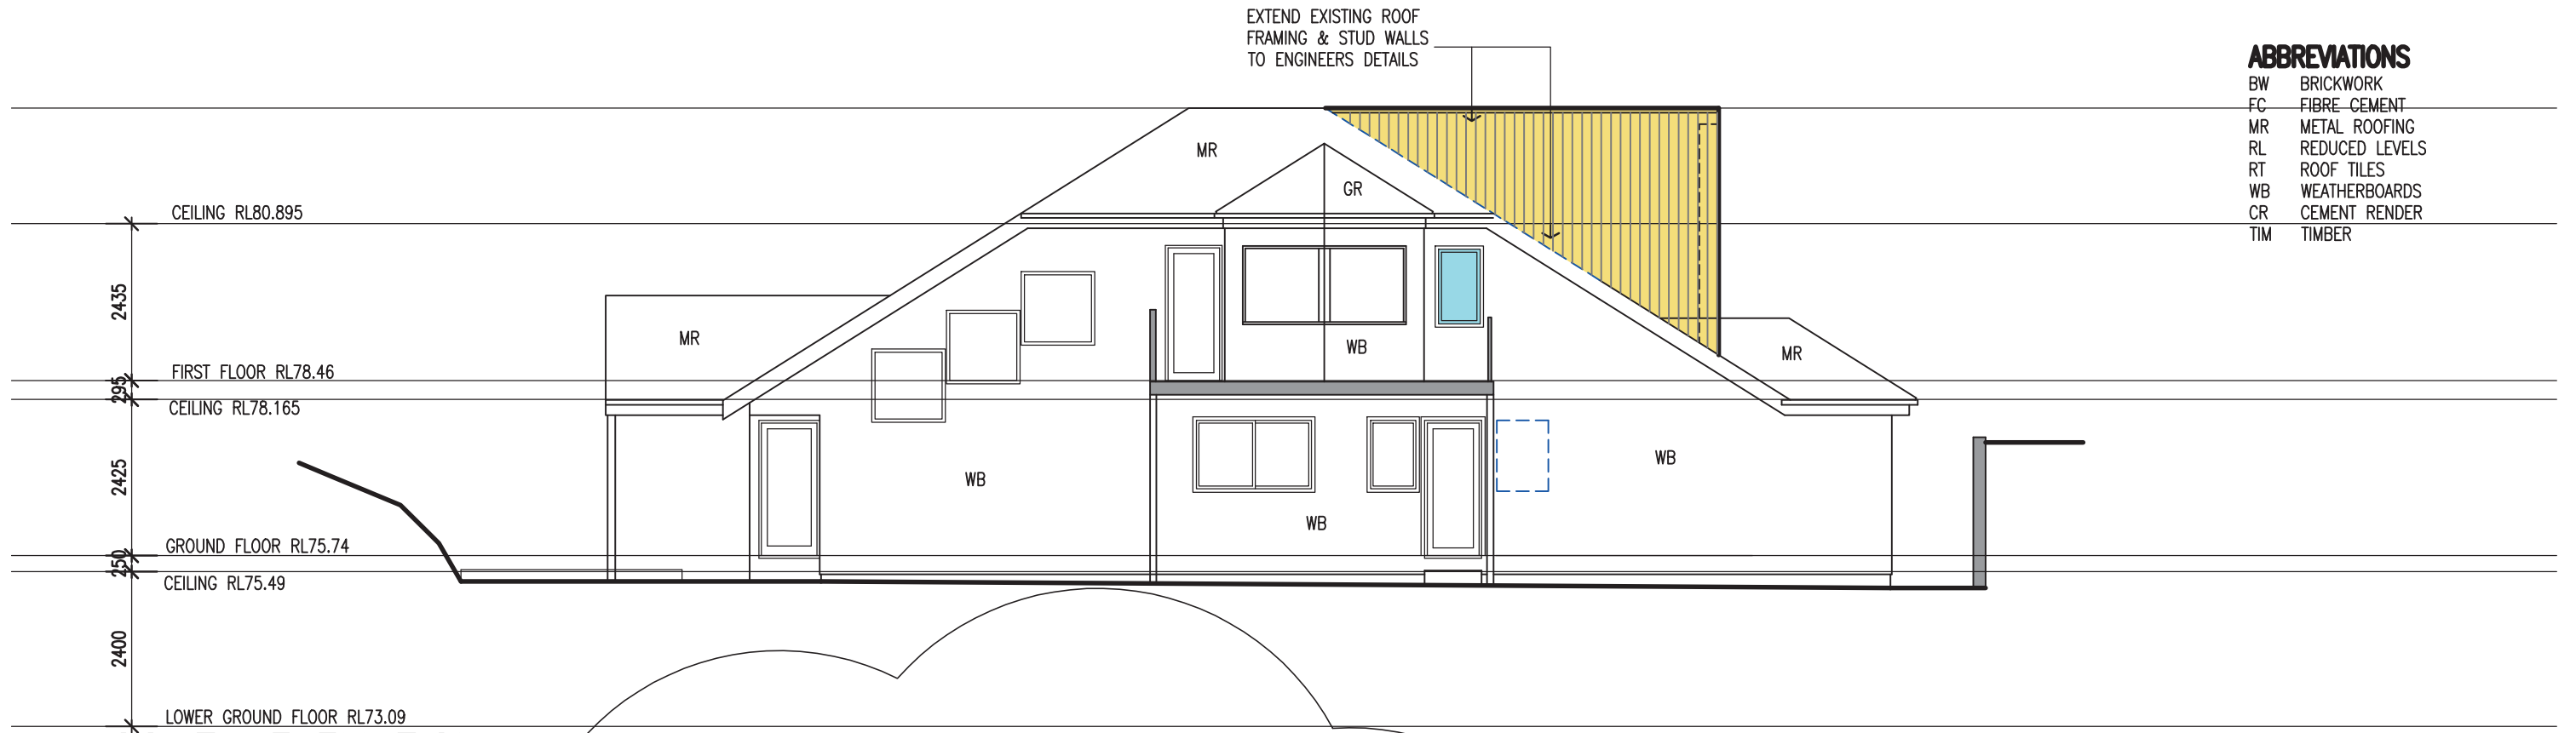 EXTEND EXISTING ROOF
FRAMING & STUD WALLS
TO ENGINEERS DETAILS
ABBREVIATIONS
BW BRICKWORK
FC FIBRE CEMENT
MR METAL ROOFING
RL REDUCED LEVELS
RT ROOF TILES
WB WEATHERBOARDS
CR CEMENT RENDER
TIM TIMBER
MR
GR
CEILING RL80.895
2435
MR
WB
MR
FIRST FLOOR RL78.46
295
CEILING RL78.165
2425
WB
WB
WB
GROUND FLOOR RL75.74
250
CEILING RL75.49
2400
LOWER GROUND FLOOR RL73.09